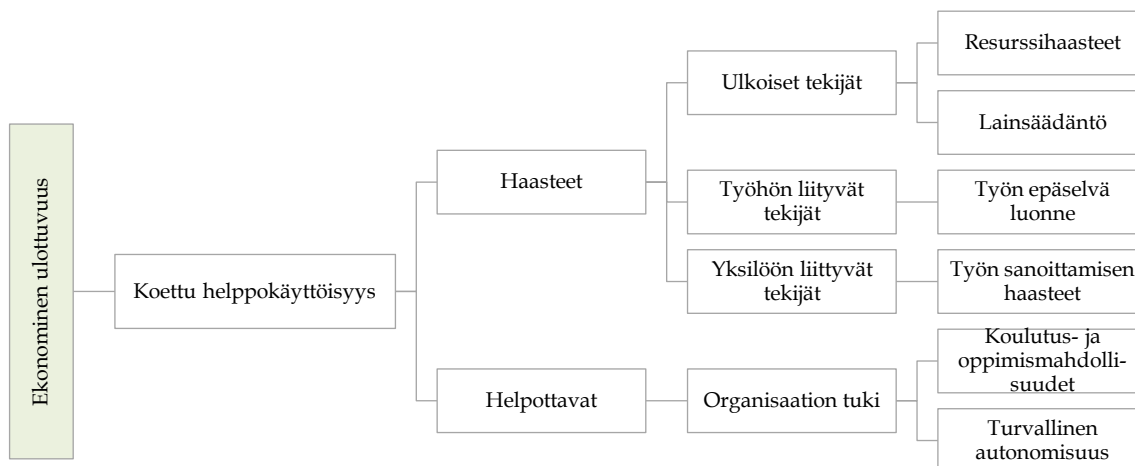 Ekonominen ulottuvuus
Koettu helppokäyttöisyys
Haasteet
Ulkoiset tekijät
Resurssihaasteet
Lainsäädäntö
Työhön liityvät
tekijät
Työn epäselvä
luonne
Yksilöön liittyvät
tekijät
Työn sanoittamisen
haasteet
Helpottavat
Organisaation tuki
Koulutus- ja
oppimismahdolli-
suudet
Turvallinen
autonomisuus